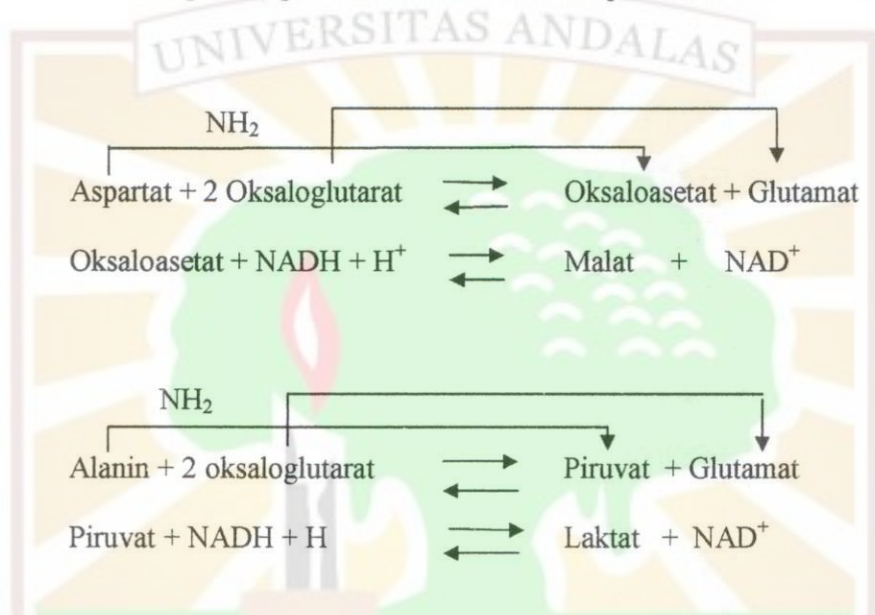 UNIVERSITAS ANDALAS
NH₂
Aspartat + 2 Oksaloglutarat ⇌ Oksaloasetat + Glutamat
Oksaloasetat + NADH + H⁺ ⇌ Malat + NAD⁺
NH₂
Alanin + 2 oksaloglutarat ⇌ Piruvat + Glutamat
Piruvat + NADH + H ⇌ Laktat + NAD⁺